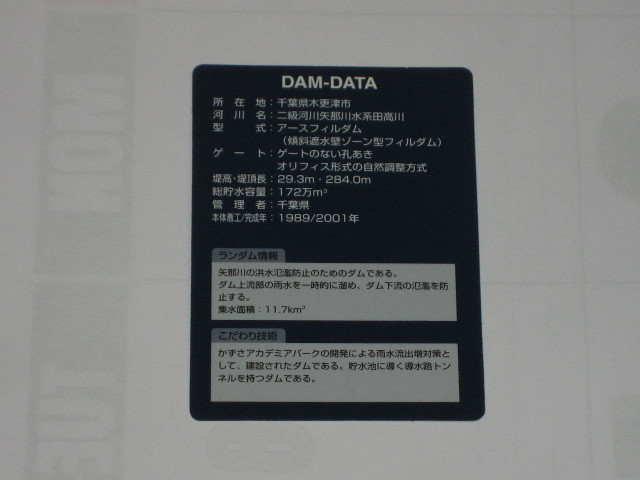 DAM-DATA
所在地：千葉県木更津市
河川名：二級河川矢那川水系田高川
型式：アースフィルダム
（傾斜遮水壁ゾーン型フィルダム）
ゲート：ゲートのない孔あき
オリフィス形式の自然調整方式
堤高・堤頂長：29.3m・284.0m
総貯水容量：172万m³
管理者：千葉県
本体着工/完成年：1989/2001年
ランダム情報
矢那川の洪水氾濫防止のためのダムである。
ダム上流部の雨水を一時的に溜め、ダム下流の氾濫を防
止する。
集水面積：11.7km²
こだわり技術
かずさアカデミアパークの開発による雨水流出増対策と
して、建設されたダムである。貯水池に導く導水路トン
ネルを持つダムである。